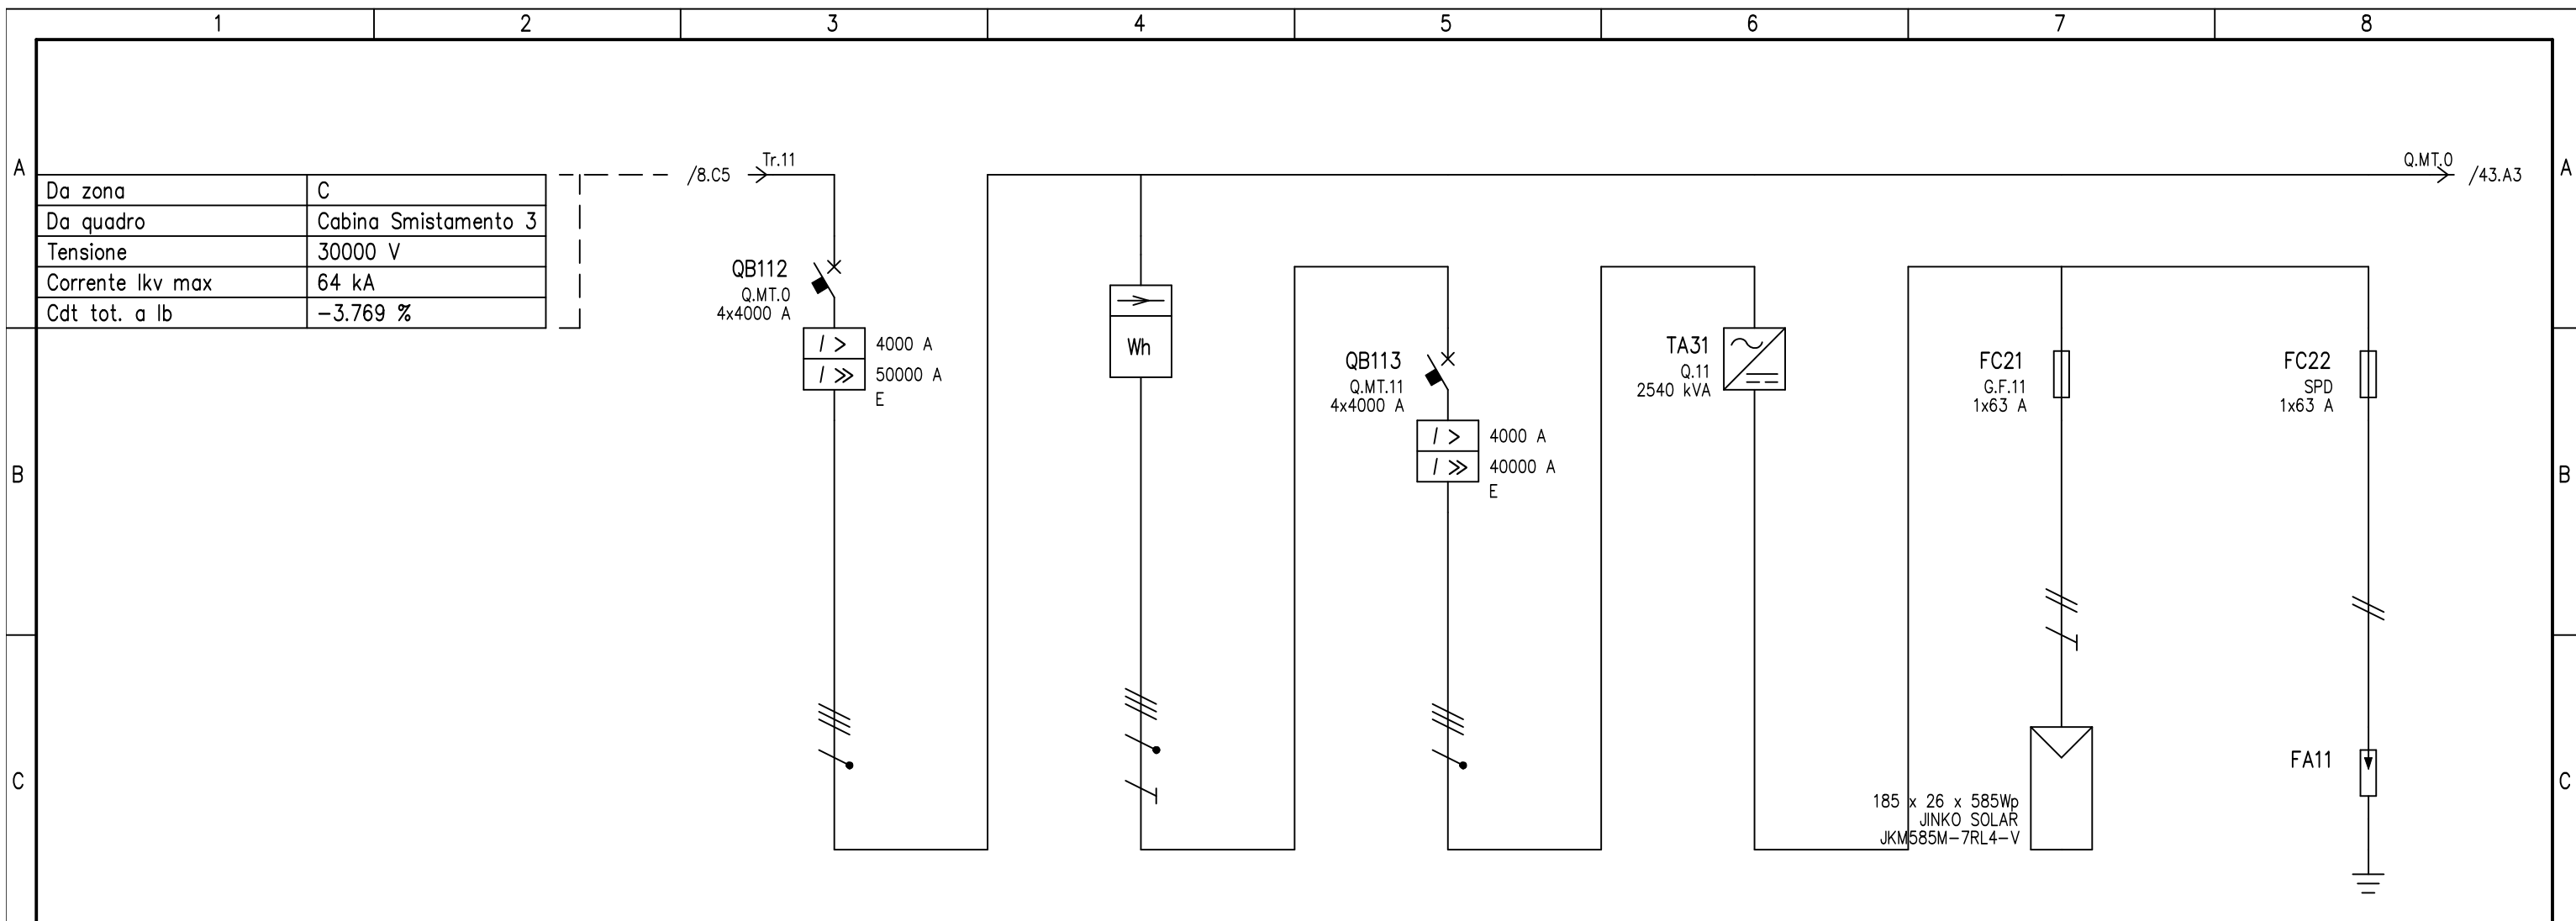 1 2 3 4 5 6 7 8
A A
Da zona C
Da quadro Cabina Smistamento 3
Tensione 30000 V
Corrente Ikv max 64 kA
Cdt tot. a Ib -3.769 %
/8.C5 Tr.11
Q.MT.0 /43.A3
QB112
Q.MT.0
4x4000 A
I > 4000 A
I >> 50000 A
E
Wh
QB113
Q.MT.11
4x4000 A
I > 4000 A
I >> 40000 A
E
TA31
Q.11
2540 kVA
FC21
G.F.11
1x63 A
FC22
SPD
1x63 A
B B
185 x 26 x 585Wp
JINKO SOLAR
JKM585M-7RL4-V
FA11
C C